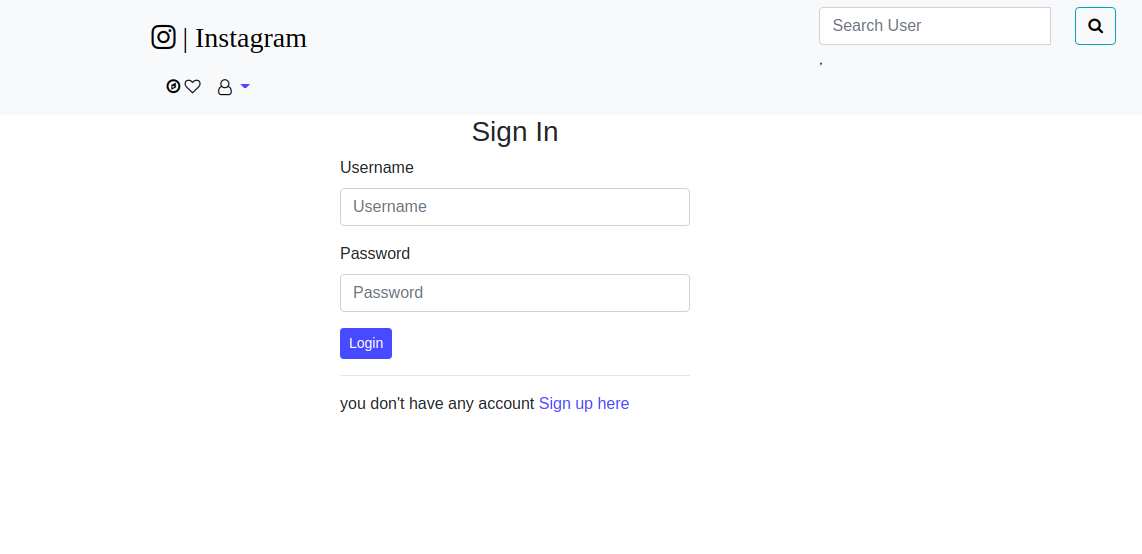 | Instagram
Search User
Sign In
Username
Username
Password
Password
Login
you don't have any account Sign up here